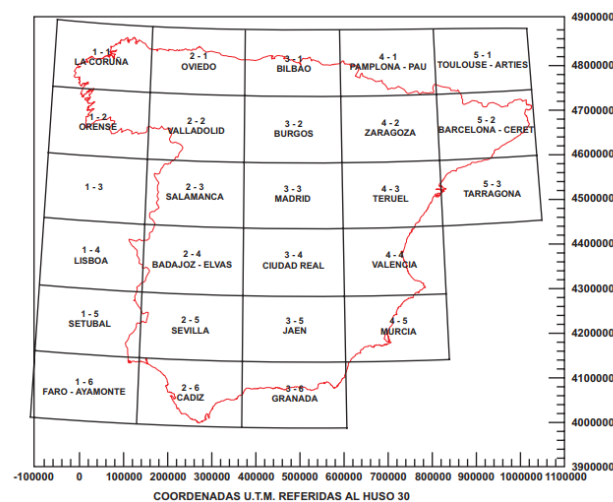 4900000
1 - 1
LA CORUÑA
2 - 1
OVIEDO
3 - 1
BILBAO
4 - 1
PAMPLONA - PAU
5 - 1
TOULOUSE - ARTIES
4800000
4700000
1 - 2
ORENSE
2 - 2
VALLADOLID
3 - 2
BURGOS
4 - 2
ZARAGOZA
5 - 2
BARCELONA - CERET
4600000
1 - 3
2 - 3
SALAMANCA
3 - 3
MADRID
4 - 3
TERUEL
5 - 3
TARRAGONA
4500000
4400000
1 - 4
LISBOA
2 - 4
BADAJOZ - ELVAS
3 - 4
CIUDAD REAL
4 - 4
VALENCIA
4300000
1 - 5
SETUBAL
2 - 5
SEVILLA
3 - 5
JAEN
4 - 5
MURCIA
4200000
4100000
1 - 6
FARO - AYAMONTE
2 - 6
CADIZ
3 - 6
GRANADA
4000000
3900000
-100000 0 100000 200000 300000 400000 500000 600000 700000 800000 900000 1000000 1100000
COORDENADAS U.T.M. REFERIDAS AL HUSO 30